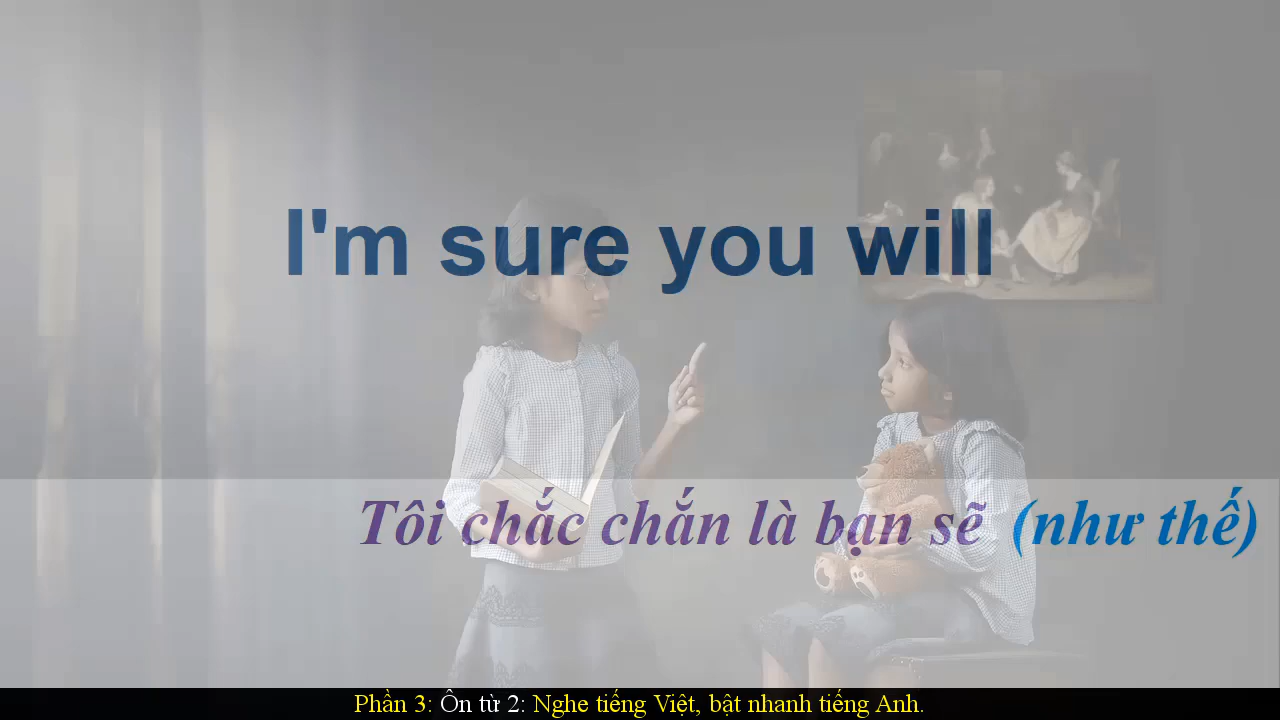 I'm sure you will
Tôi chắc chắn là bạn sẽ (như thế)
Phần 3: Ôn từ 2: Nghe tiếng Việt, bật nhanh tiếng Anh.